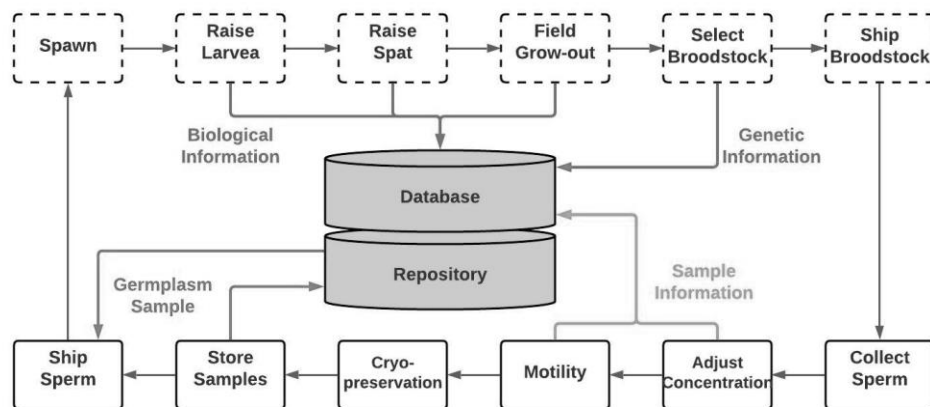 Spawn
Raise
Larvea
Raise
Spat
Field
Grow-out
Select
Broodstock
Ship
Broodstock
Biological
Information
Genetic
Information
Database
Repository
Germplasm
Sample
Sample
Information
Ship
Sperm
Store
Samples
Cryo-
preservation
Motility
Adjust
Concentration
Collect
Sperm